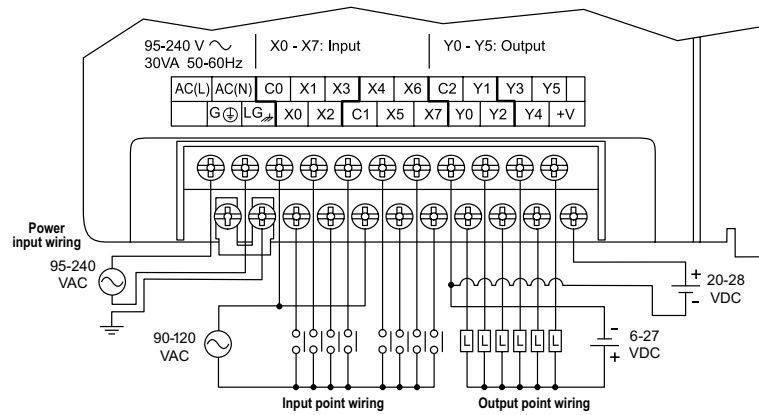 95-240 V
30VA 50-60Hz
X0 - X7: Input
Y0 - Y5: Output
AC(L) AC(N) C0 X1 X3 X4 X6 C2 Y1 Y3 Y5
G LG X0 X2 C1 X5 X7 Y0 Y2 Y4 +V
Power
input wiring
95-240
VAC
+
-
20-28
VDC
90-120
VAC
L L L L L L
-
+
6-27
VDC
Input point wiring
Output point wiring